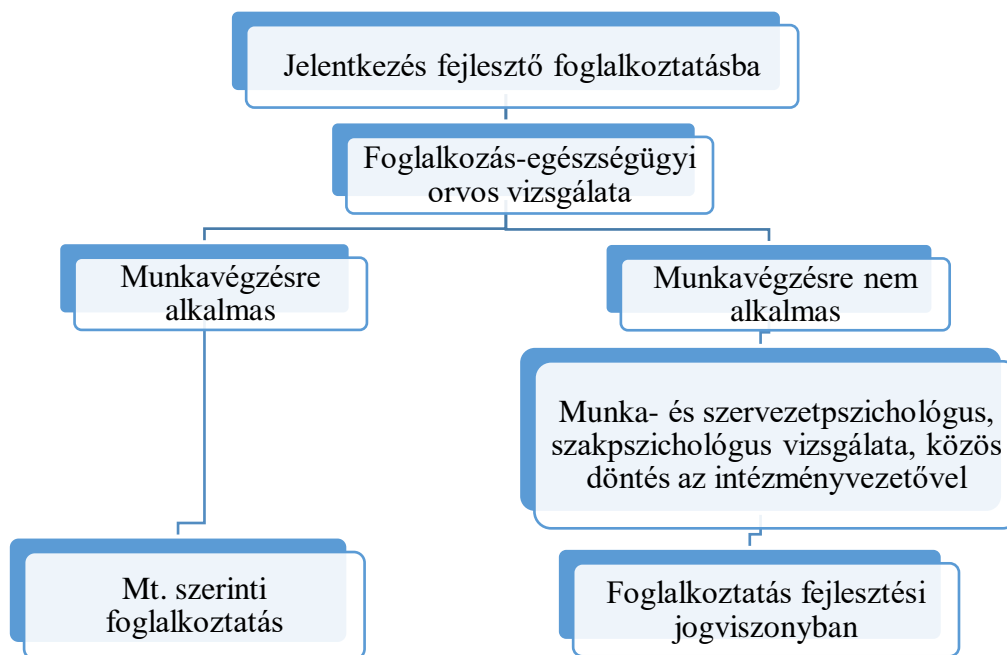 Jelentkezés fejlesztő foglalkoztatásba
Foglalkozás-egészségügyi
orvos vizsgálata
Munkavégzésre
alkalmas
Munkavégzésre nem
alkalmas
Munka- és szervezetpszichológus,
szakpszichológus vizsgálata, közös
döntés az intézményvezetővel
Mt. szerinti
foglalkoztatás
Foglalkoztatás fejlesztési
jogviszonyban